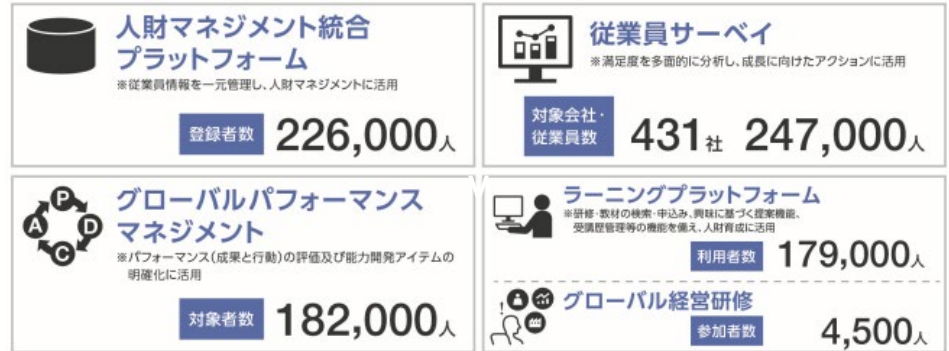 人財マネジメント統合
プラットフォーム
※従業員情報を一元管理し、人財マネジメントに活用
登録者数 226,000人
従業員サーベイ
※満足度を多面的に分析し、成長に向けたアクションに活用
対象会社・
従業員数 431社 247,000人
P
A D
C
グローバルパフォーマンス
マネジメント
※パフォーマンス(成果と行動)の評価及び能力開発アイテムの
明確化に活用
対象者数 182,000人
ラーニングプラットフォーム
※研修・教材の検索・申込み、興味に基づく提案機能、
受講歴管理等の機能を備え、人財育成に活用
利用者数 179,000人
グローバル経営研修
参加者数 4,500人